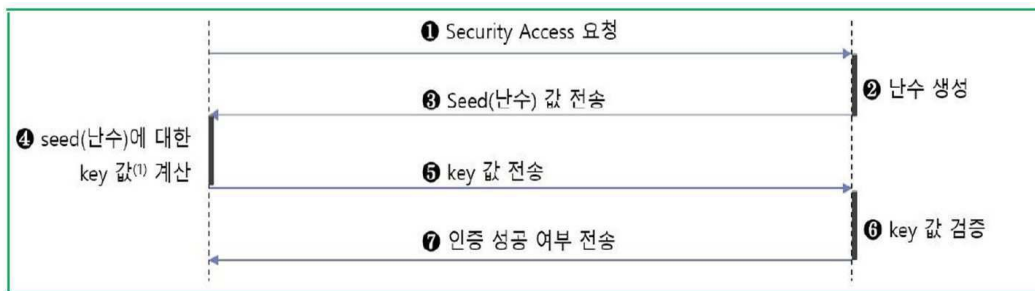 ❶ Security Access 요청
❷ 난수 생성
❸ Seed(난수) 값 전송
❹ seed(난수)에 대한
key 값⁽¹⁾ 계산
❺ key 값 전송
❻ key 값 검증
❼ 인증 성공 여부 전송